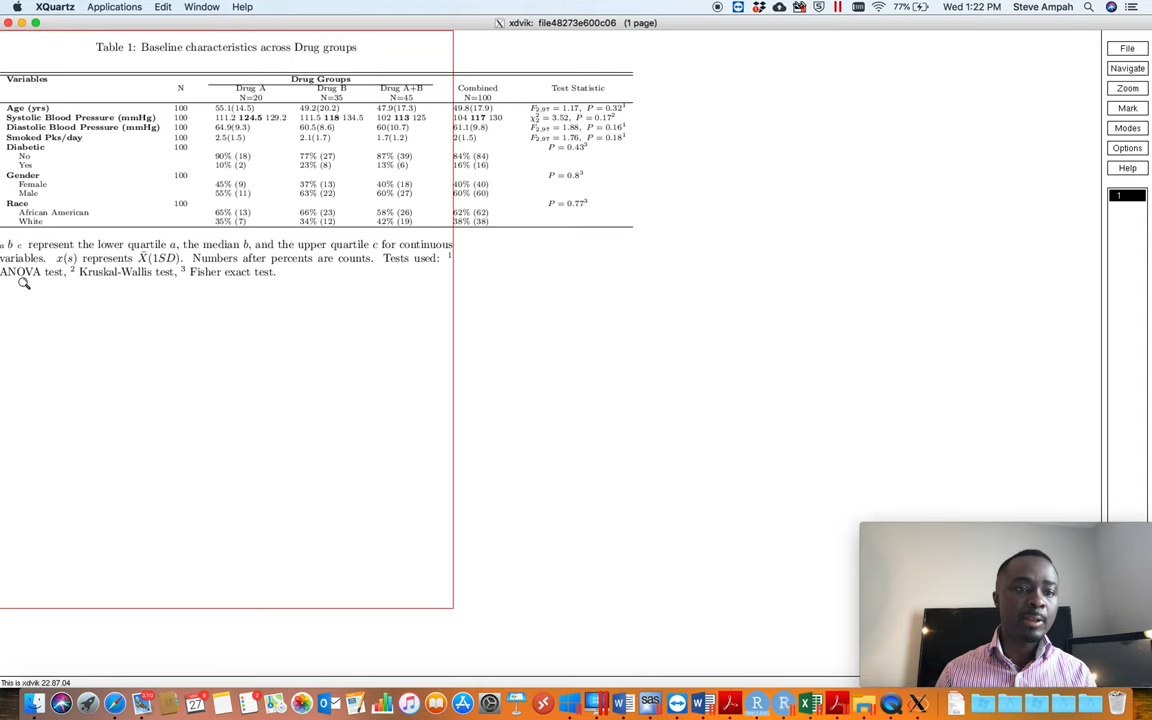 XQuartz Applications Edit Window Help 77% Wed 1:22 PM Steve Ampah
xdvik: file48273e600c06 (1 page)
Table 1: Baseline characteristics across Drug groups
Variables Drug Groups
N Drug A Drug B Drug A+B Combined Test Statistic
N=20 N=35 N=45 N=100
Age (yrs) 100 55.1(14.5) 49.2(20.2) 47.9(17.3) 49.8(17.9) F2,97 = 1.17, P = 0.32¹
Systolic Blood Pressure (mmHg) 100 111.2 124.5 129.2 111.5 118 134.5 102 113 125 104 117 130 χ²₂ = 3.52, P = 0.17²
Diastolic Blood Pressure (mmHg) 100 64.9(9.3) 60.5(8.6) 60(10.7) 61.1(9.8) F2,97 = 1.88, P = 0.16¹
Smoked Pks/day 100 2.5(1.5) 2.1(1.7) 1.7(1.2) 2(1.5) F2,97 = 1.76, P = 0.18¹
Diabetic 100 P = 0.43³
No 90% (18) 77% (27) 87% (39) 84% (84)
Yes 10% (2) 23% (8) 13% (6) 16% (16)
Gender 100 P = 0.8³
Female 45% (9) 37% (13) 40% (18) 40% (40)
Male 55% (11) 63% (22) 60% (27) 60% (60)
Race 100 P = 0.77³
African American 65% (13) 66% (23) 58% (26) 62% (62)
White 35% (7) 34% (12) 42% (19) 38% (38)
a b c represent the lower quartile a, the median b, and the upper quartile c for continuous
variables. x(s) represents X̄(1SD). Numbers after percents are counts. Tests used: ¹
ANOVA test, ² Kruskal-Wallis test, ³ Fisher exact test.
File
Navigate
Zoom
Mark
Modes
Options
Help
1
This is xdvik 22.87.04